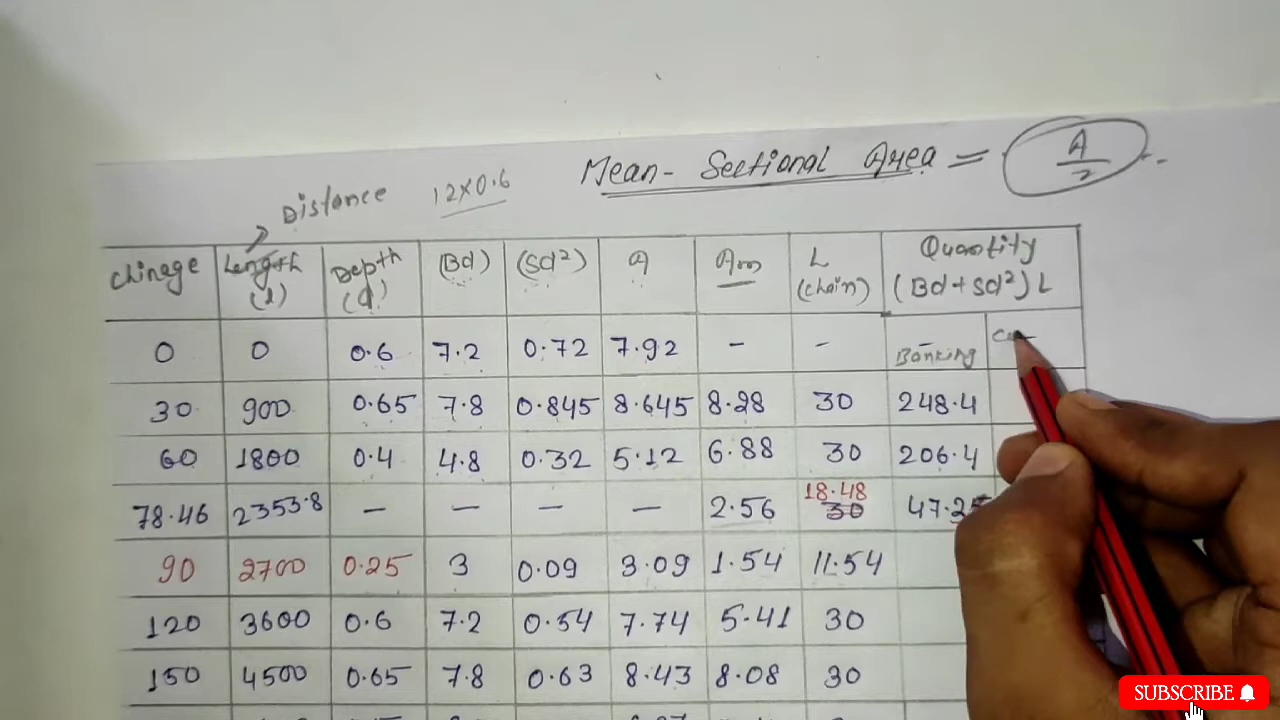 Mean- Sectional Area = A/2
Distance 12×0.6
Chinage Length (l) Depth (d) (Bd) (Sd²) A Am L (chain) Quantity (Bd+Sd²) L
Banking
0 0 0.6 7.2 0.72 7.92 - - -
30 900 0.65 7.8 0.845 8.645 8.28 30 248.4
60 1800 0.4 4.8 0.32 5.12 6.88 30 206.4
78.46 2353.8 - - - - 2.56 18.48 30 47.25
90 2700 0.25 3 0.09 3.09 1.54 11.54
120 3600 0.6 7.2 0.54 7.74 5.41 30
150 4500 0.65 7.8 0.63 8.43 8.08 30
SUBSCRIBE